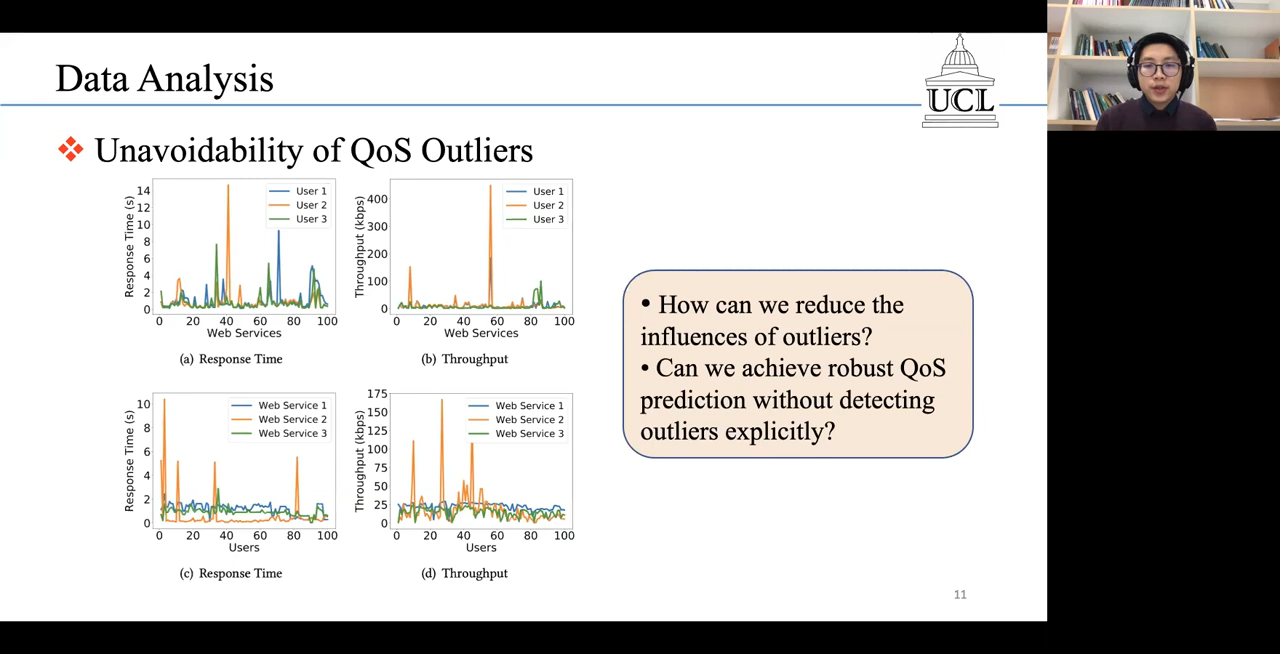 Data Analysis
UCL
❖ Unavoidability of QoS Outliers
Response Time (s)
14
12
10
8
6
4
2
0
User 1
User 2
User 3
0 20 40 60 80 100
Web Services
(a) Response Time
Throughput (kbps)
400
300
200
100
0
User 1
User 2
User 3
0 20 40 60 80 100
Web Services
(b) Throughput
Response Time (s)
10
8
6
4
2
0
Web Service 1
Web Service 2
Web Service 3
0 20 40 60 80 100
Users
(c) Response Time
Throughput (kbps)
175
150
125
100
75
50
25
0
Web Service 1
Web Service 2
Web Service 3
0 20 40 60 80 100
Users
(d) Throughput
• How can we reduce the
influences of outliers?
• Can we achieve robust QoS
prediction without detecting
outliers explicitly?
11